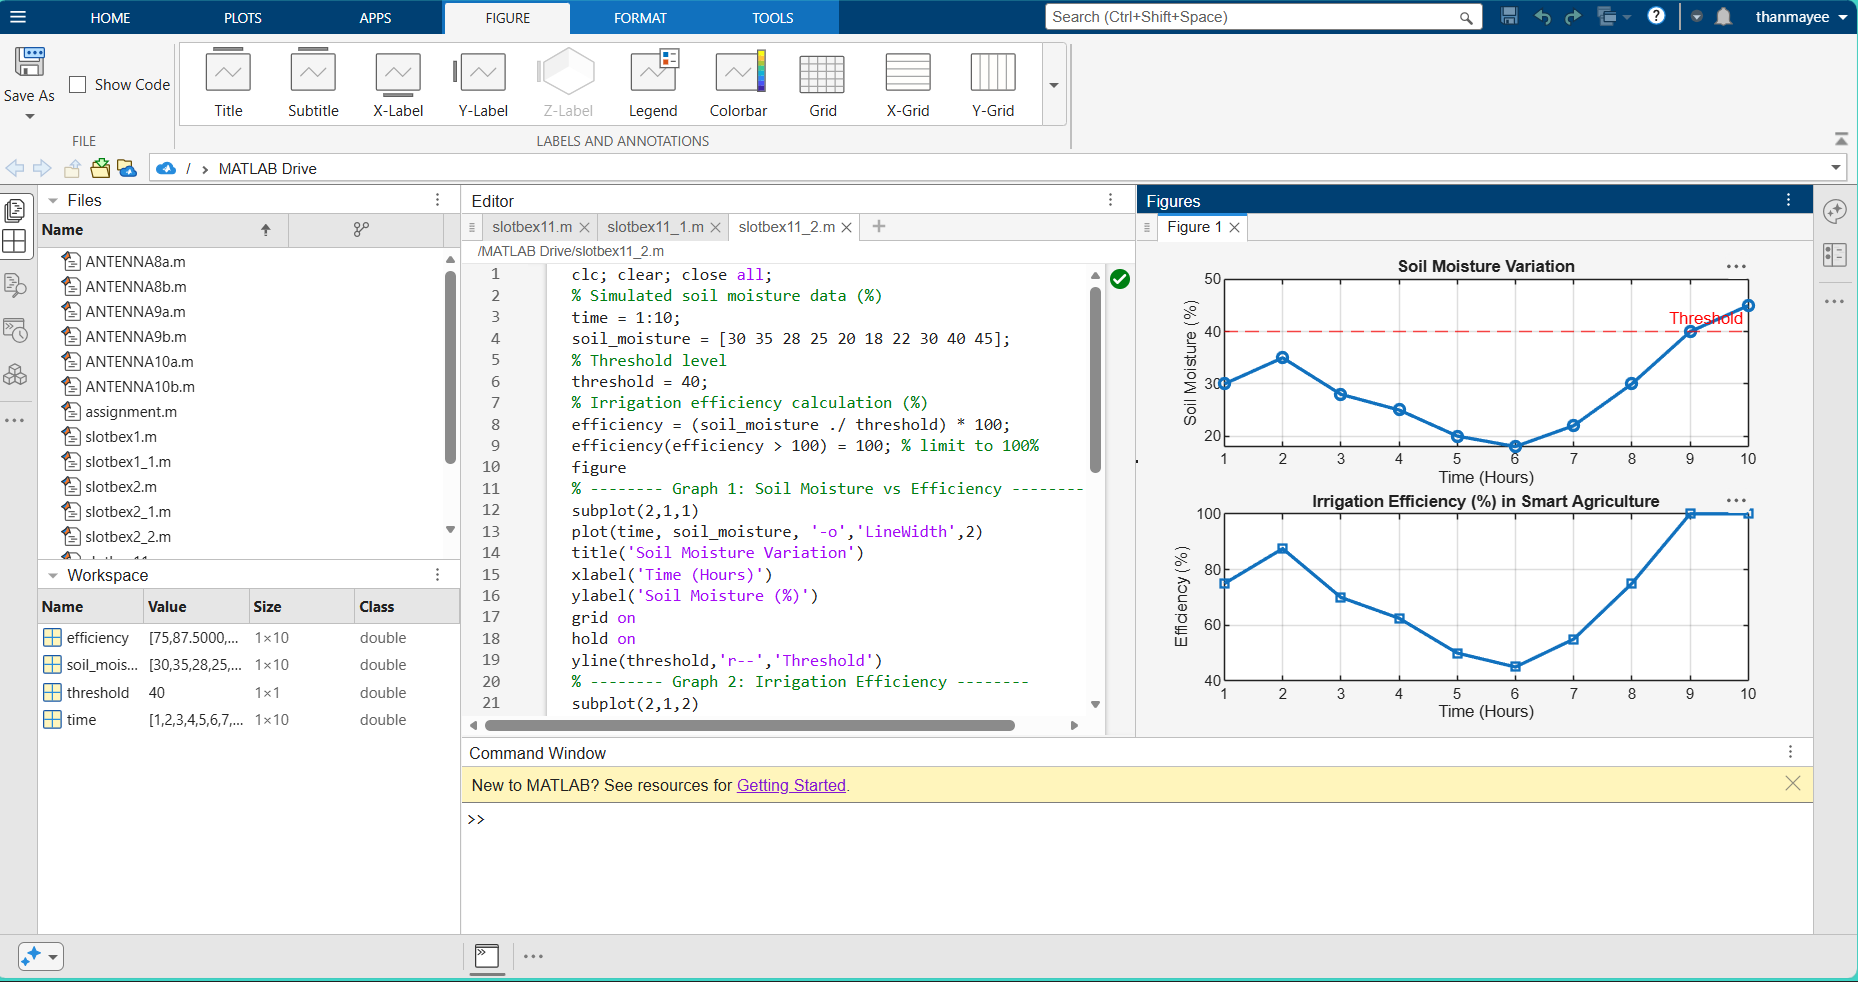 HOME PLOTS APPS FIGURE FORMAT TOOLS Search (Ctrl+Shift+Space) thanmayee
Save As
Show Code
Title Subtitle X-Label Y-Label Z-Label Legend Colorbar Grid X-Grid Y-Grid
FILE LABELS AND ANNOTATIONS
/ › MATLAB Drive
Files
Name
ANTENNA8a.m
ANTENNA8b.m
ANTENNA9a.m
ANTENNA9b.m
ANTENNA10a.m
ANTENNA10b.m
assignment.m
slotbex1.m
slotbex1_1.m
slotbex2.m
slotbex2_1.m
slotbex2_2.m
Workspace
Name Value Size Class
efficiency [75,87.5000,... 1×10 double
soil_mois... [30,35,28,25,... 1×10 double
threshold 40 1×1 double
time [1,2,3,4,5,6,7,... 1×10 double
Editor
slotbex11.m slotbex11_1.m slotbex11_2.m
/MATLAB Drive/slotbex11_2.m
1 clc; clear; close all;
2 % Simulated soil moisture data (%)
3 time = 1:10;
4 soil_moisture = [30 35 28 25 20 18 22 30 40 45];
5 % Threshold level
6 threshold = 40;
7 % Irrigation efficiency calculation (%)
8 efficiency = (soil_moisture ./ threshold) * 100;
9 efficiency(efficiency > 100) = 100; % limit to 100%
10 figure
11 % -------- Graph 1: Soil Moisture vs Efficiency --------
12 subplot(2,1,1)
13 plot(time, soil_moisture, '-o','LineWidth',2)
14 title('Soil Moisture Variation')
15 xlabel('Time (Hours)')
16 ylabel('Soil Moisture (%)')
17 grid on
18 hold on
19 yline(threshold,'r--','Threshold')
20 % -------- Graph 2: Irrigation Efficiency --------
21 subplot(2,1,2)
Figures
Figure 1
Soil Moisture Variation
50
40
30
20
Soil Moisture (%)
Threshold
1 2 3 4 5 6 7 8 9 10
Time (Hours)
Irrigation Efficiency (%) in Smart Agriculture
100
80
60
40
Efficiency (%)
1 2 3 4 5 6 7 8 9 10
Time (Hours)
Command Window
New to MATLAB? See resources for Getting Started.
>>